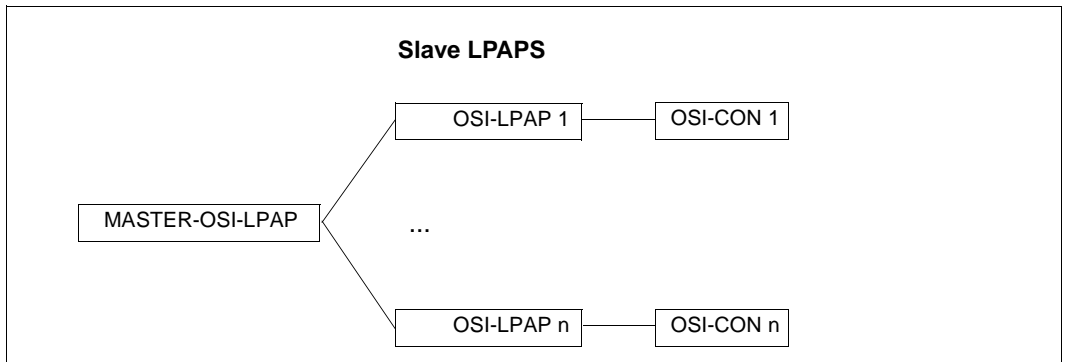 Slave LPAPS
OSI-LPAP 1 OSI-CON 1
MASTER-OSI-LPAP ...
OSI-LPAP n OSI-CON n